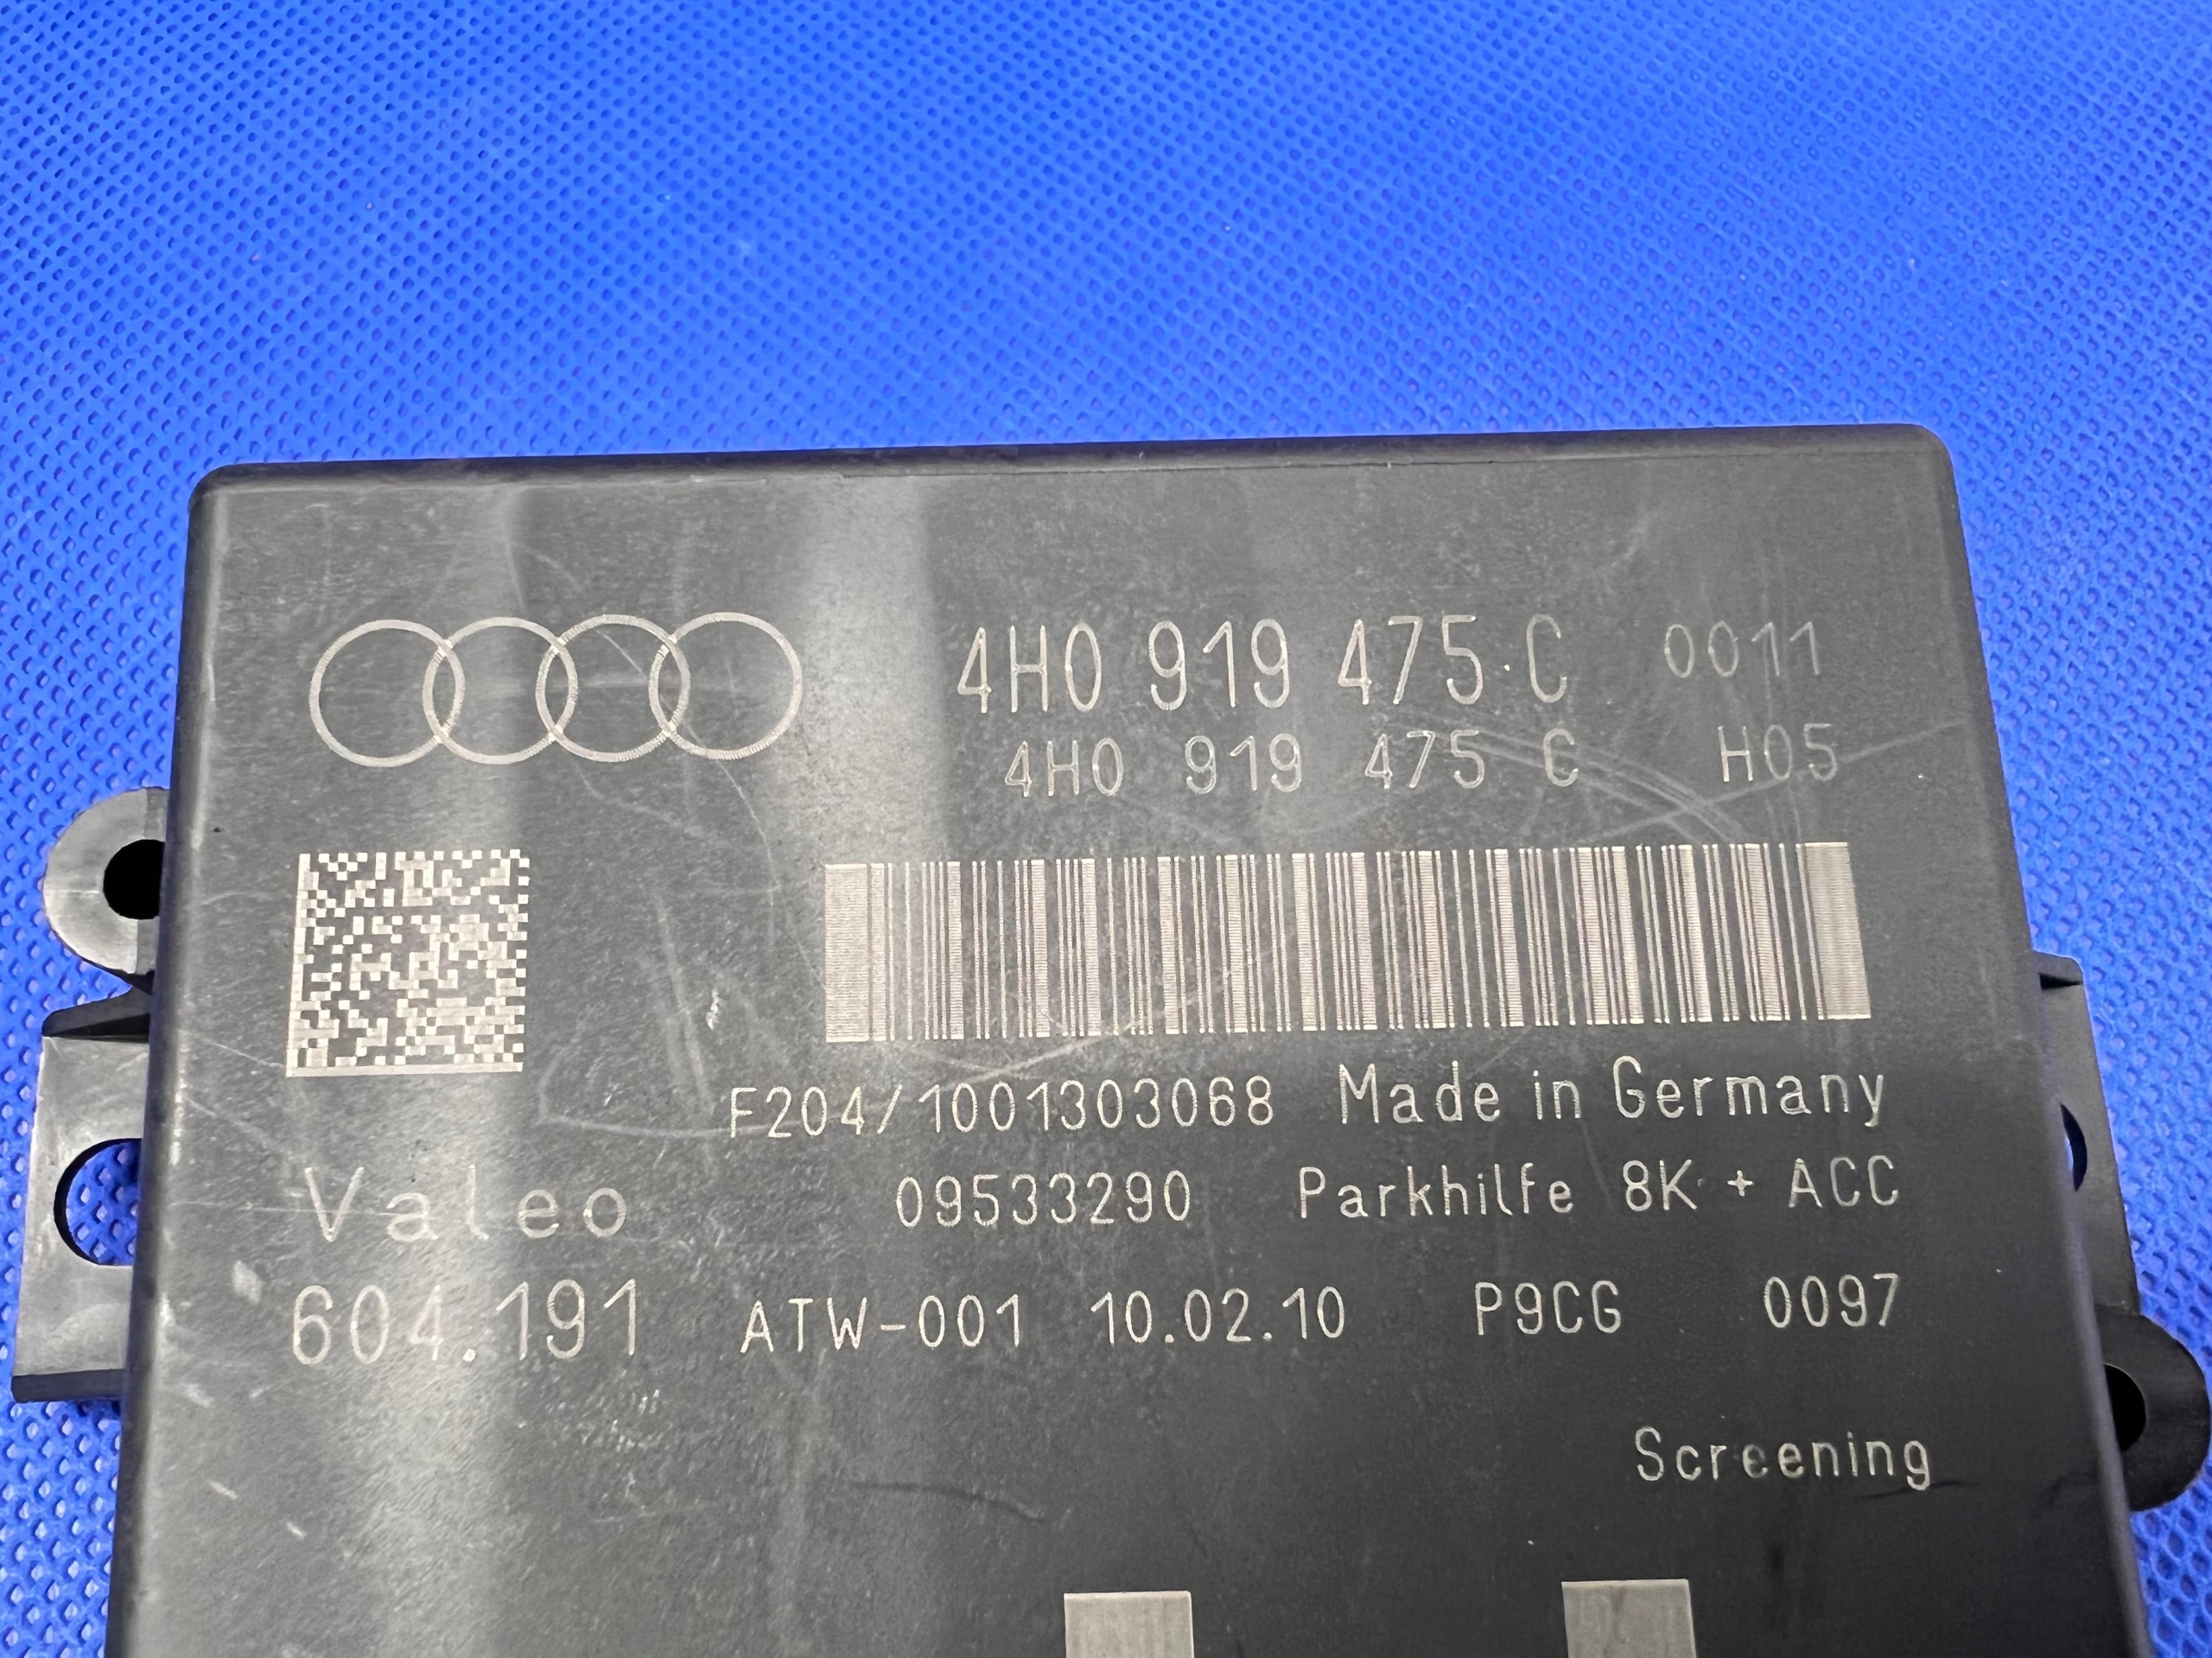 4H0 919 475 C 0011
4H0 919 475 C H05
F204/1001303068 Made in Germany
Valeo 09533290 Parkhilfe 8K + ACC
604.191 ATW-001 10.02.10 P9CG 0097
Screening